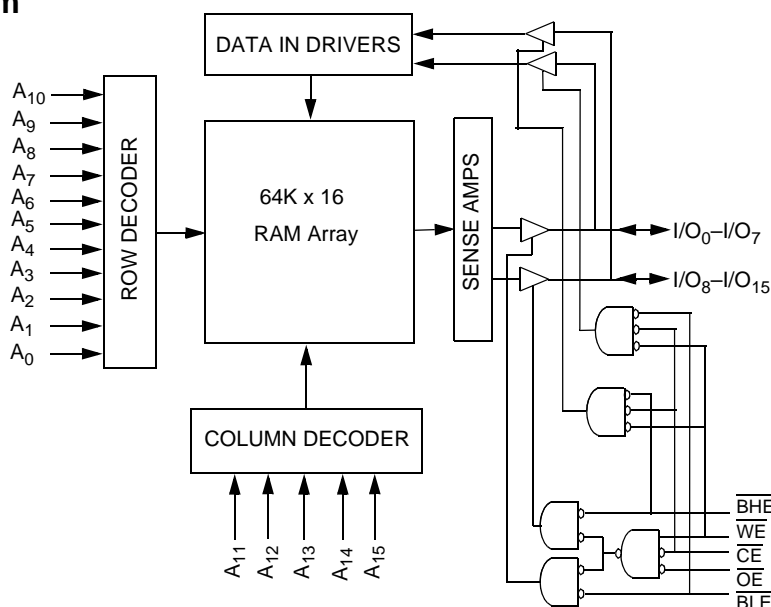 n
DATA IN DRIVERS
A10
A9
A8
A7
A6
A5
A4
A3
A2
A1
A0
ROW DECODER
64K x 16
RAM Array
SENSE AMPS
I/O0–I/O7
I/O8–I/O15
COLUMN DECODER
A11
A12
A13
A14
A15
BHE
WE
CE
OE
BLE